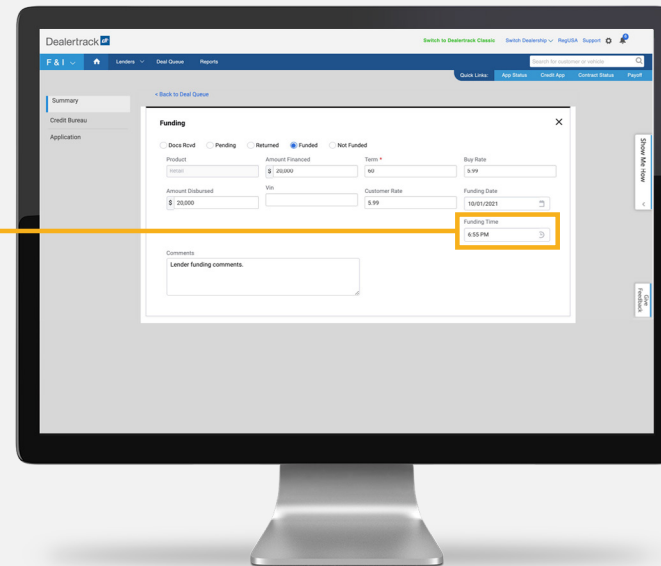 Dealertrack dt
Switch to Dealertrack Classic Switch Dealership RegUSA Support
F & I Lenders Deal Queue Reports Search for customer or vehicle
Quick Links: App Status Credit App Contract Status Payoff
Summary
Credit Bureau
Application
< Back to Deal Queue
Funding
Docs Rcvd Pending Returned Funded Not Funded
Product Amount Financed Term * Buy Rate
Retail $ 20,000 60 5.99
Amount Disbursed Vin Customer Rate Funding Date
$ 20,000 5.99 10/01/2021
Funding Time
6:55 PM
Comments
Lender funding comments.
Show Me How
Give
Feedback